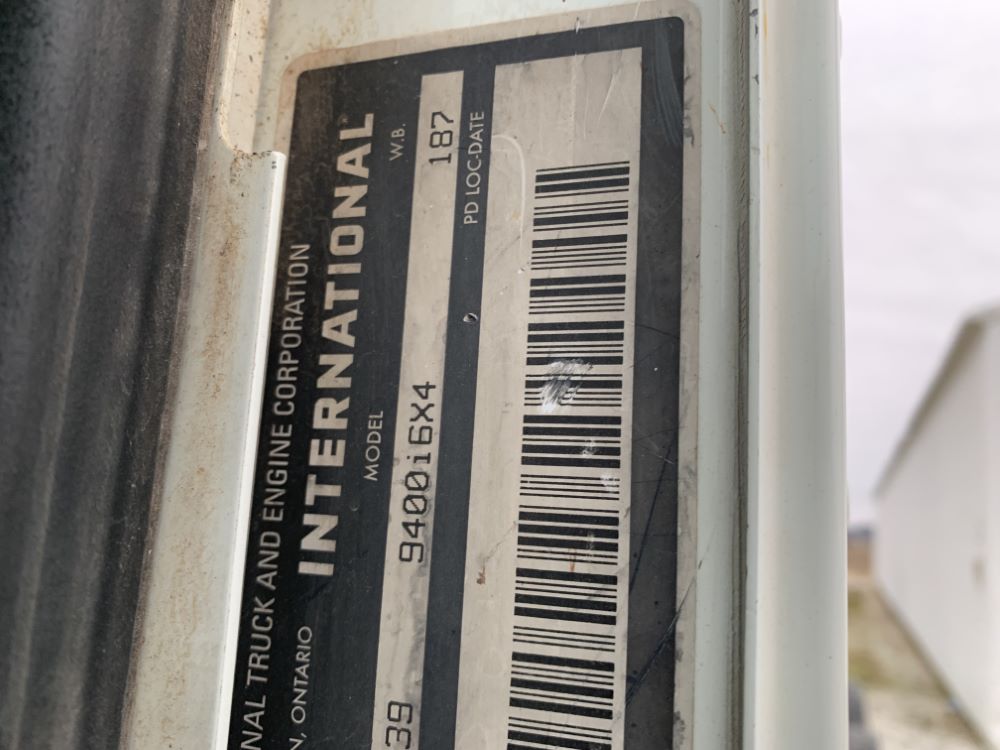 NAL TRUCK AND ENGINE CORPORATION
N, ONTARIO INTERNATIONAL
MODEL W.B.
39 9400i6X4 187
PD LOC-DATE